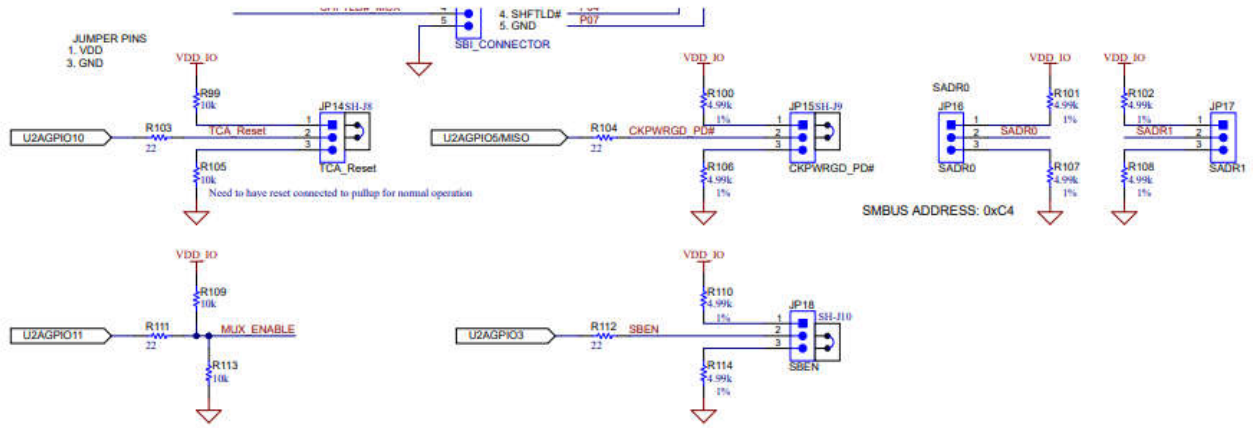 4
5
4. SHFTLD#
5. GND
P07
SBI_CONNECTOR
JUMPER PINS
1. VDD
3. GND
VDD_IO
R99
10k
JP14
SH-J8
U2AGPIO10
R103
22
TCA_Reset
1
2
3
TCA_Reset
R105
10k
Need to have reset connected to pullup for normal operation
VDD_IO
R100
4.99k
1%
JP15
SH-J9
U2AGPIO5/MISO
R104
22
CKPWRGD_PD#
1
2
3
CKPWRGD_PD#
R106
4.99k
1%
SADR0
JP16
1
2
3
SADR0
SADR0
VDD_IO
R101
4.99k
1%
R107
4.99k
1%
VDD_IO
R102
4.99k
1%
JP17
SADR1
1
2
3
SADR1
R108
4.99k
1%
SMBUS ADDRESS: 0xC4
VDD_IO
R109
10k
U2AGPIO11
R111
22
MUX_ENABLE
R113
10k
VDD_IO
R110
4.99k
1%
JP18
SH-J10
U2AGPIO3
R112
22
SBEN
1
2
3
SBEN
R114
4.99k
1%